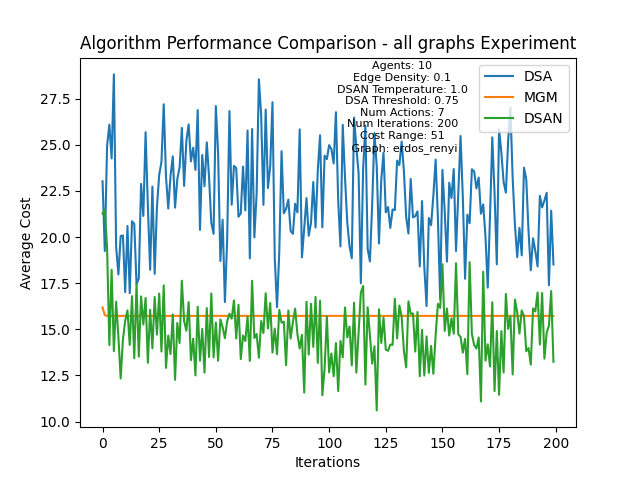 Algorithm Performance Comparison - all graphs Experiment
Agents: 10
Edge Density: 0.1
DSAN Temperature: 1.0
DSA Threshold: 0.75
Num Actions: 7
Num Iterations: 200
Cost Range: 51
Graph: erdos_renyi
DSA
MGM
DSAN
Average Cost
27.5
25.0
22.5
20.0
17.5
15.0
12.5
10.0
0 25 50 75 100 125 150 175 200
Iterations